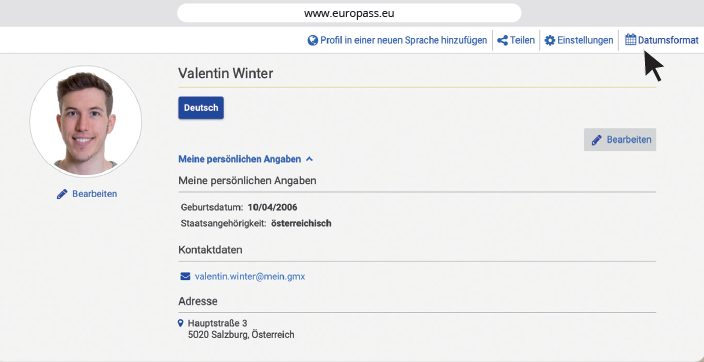 www.europass.eu
Profil in einer neuen Sprache hinzufügen Teilen Einstellungen Datumsformat
Valentin Winter
Deutsch
Bearbeiten
Meine persönlichen Angaben
Bearbeiten
Meine persönlichen Angaben
Geburtsdatum: 10/04/2006
Staatsangehörigkeit: österreichisch
Kontaktdaten
valentin.winter@mein.gmx
Adresse
Hauptstraße 3
5020 Salzburg, Österreich